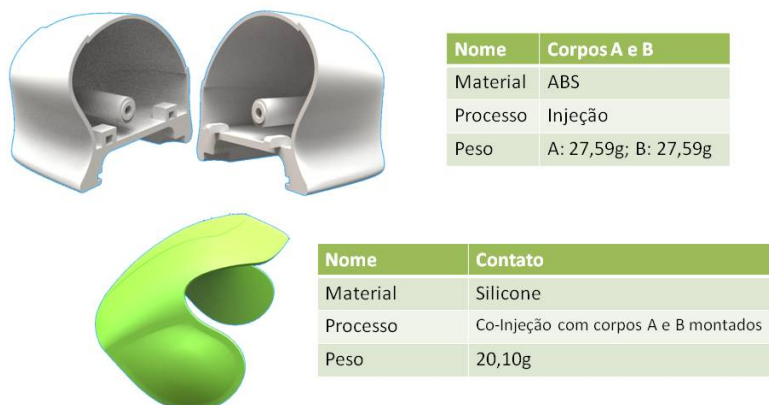 Nome Corpos A e B
Material ABS
Processo Injeção
Peso A: 27,59g; B: 27,59g
Nome Contato
Material Silicone
Processo Co-Injeção com corpos A e B montados
Peso 20,10g